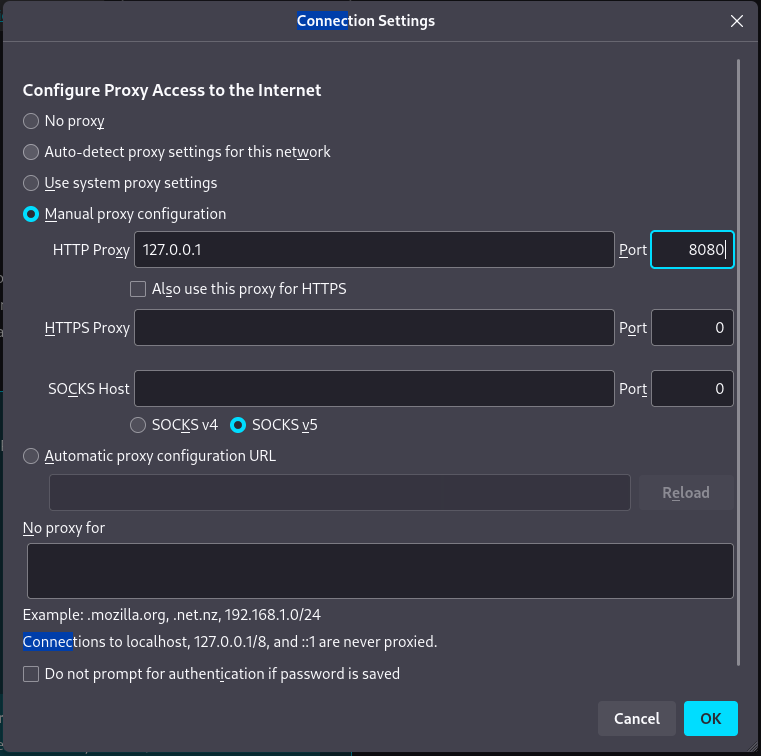 Connection Settings
Configure Proxy Access to the Internet
No proxy
Auto-detect proxy settings for this network
Use system proxy settings
Manual proxy configuration
HTTP Proxy 127.0.0.1 Port 8080
Also use this proxy for HTTPS
HTTPS Proxy Port 0
SOCKS Host Port 0
SOCKS v4 SOCKS v5
Automatic proxy configuration URL
Reload
No proxy for
Example: .mozilla.org, .net.nz, 192.168.1.0/24
Connections to localhost, 127.0.0.1/8, and ::1 are never proxied.
Do not prompt for authentication if password is saved
Cancel OK